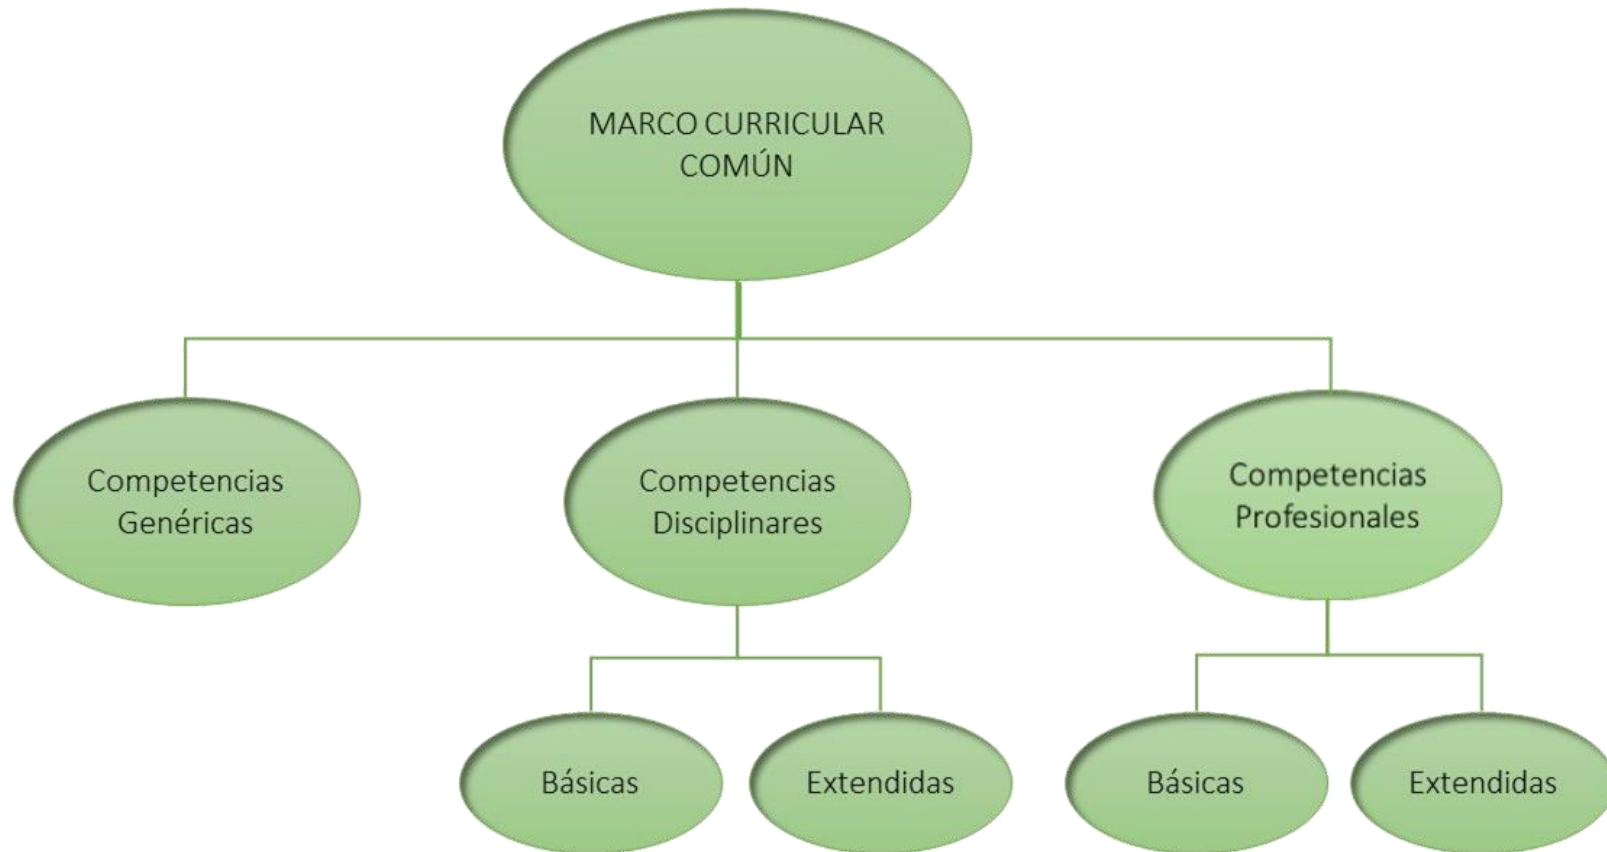 MARCO CURRICULAR
COMÚN
Competencias
Genéricas
Competencias
Disciplinares
Competencias
Profesionales
Básicas
Extendidas
Básicas
Extendidas